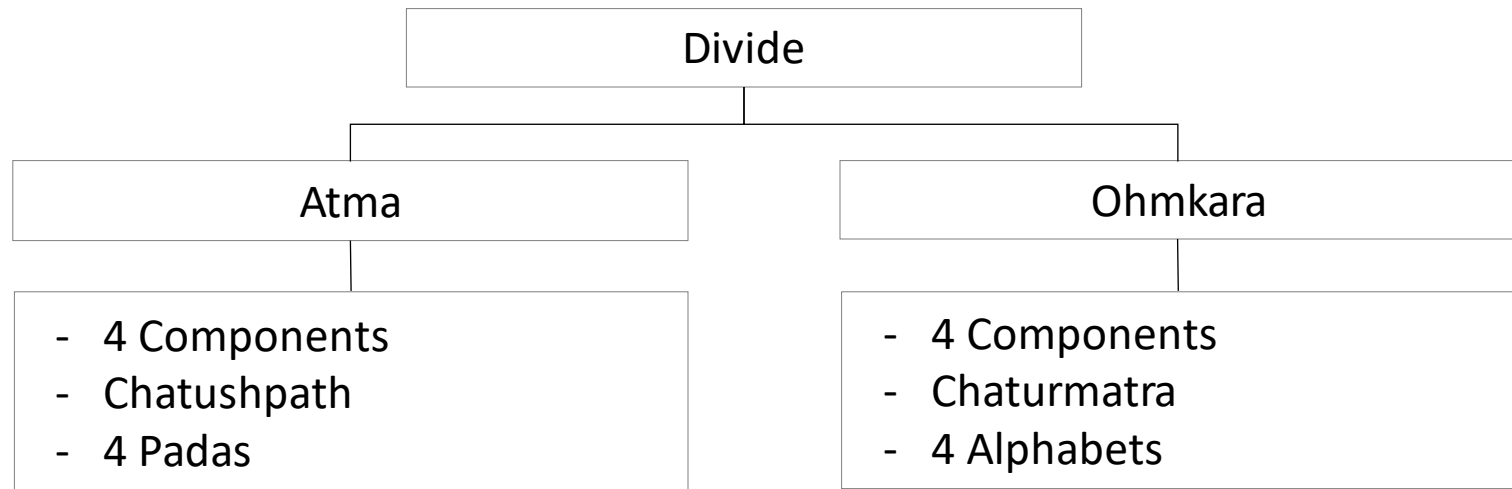 Divide
Atma
Ohmkara
- 4 Components
- Chatushpath
- 4 Padas
- 4 Components
- Chaturmatra
- 4 Alphabets